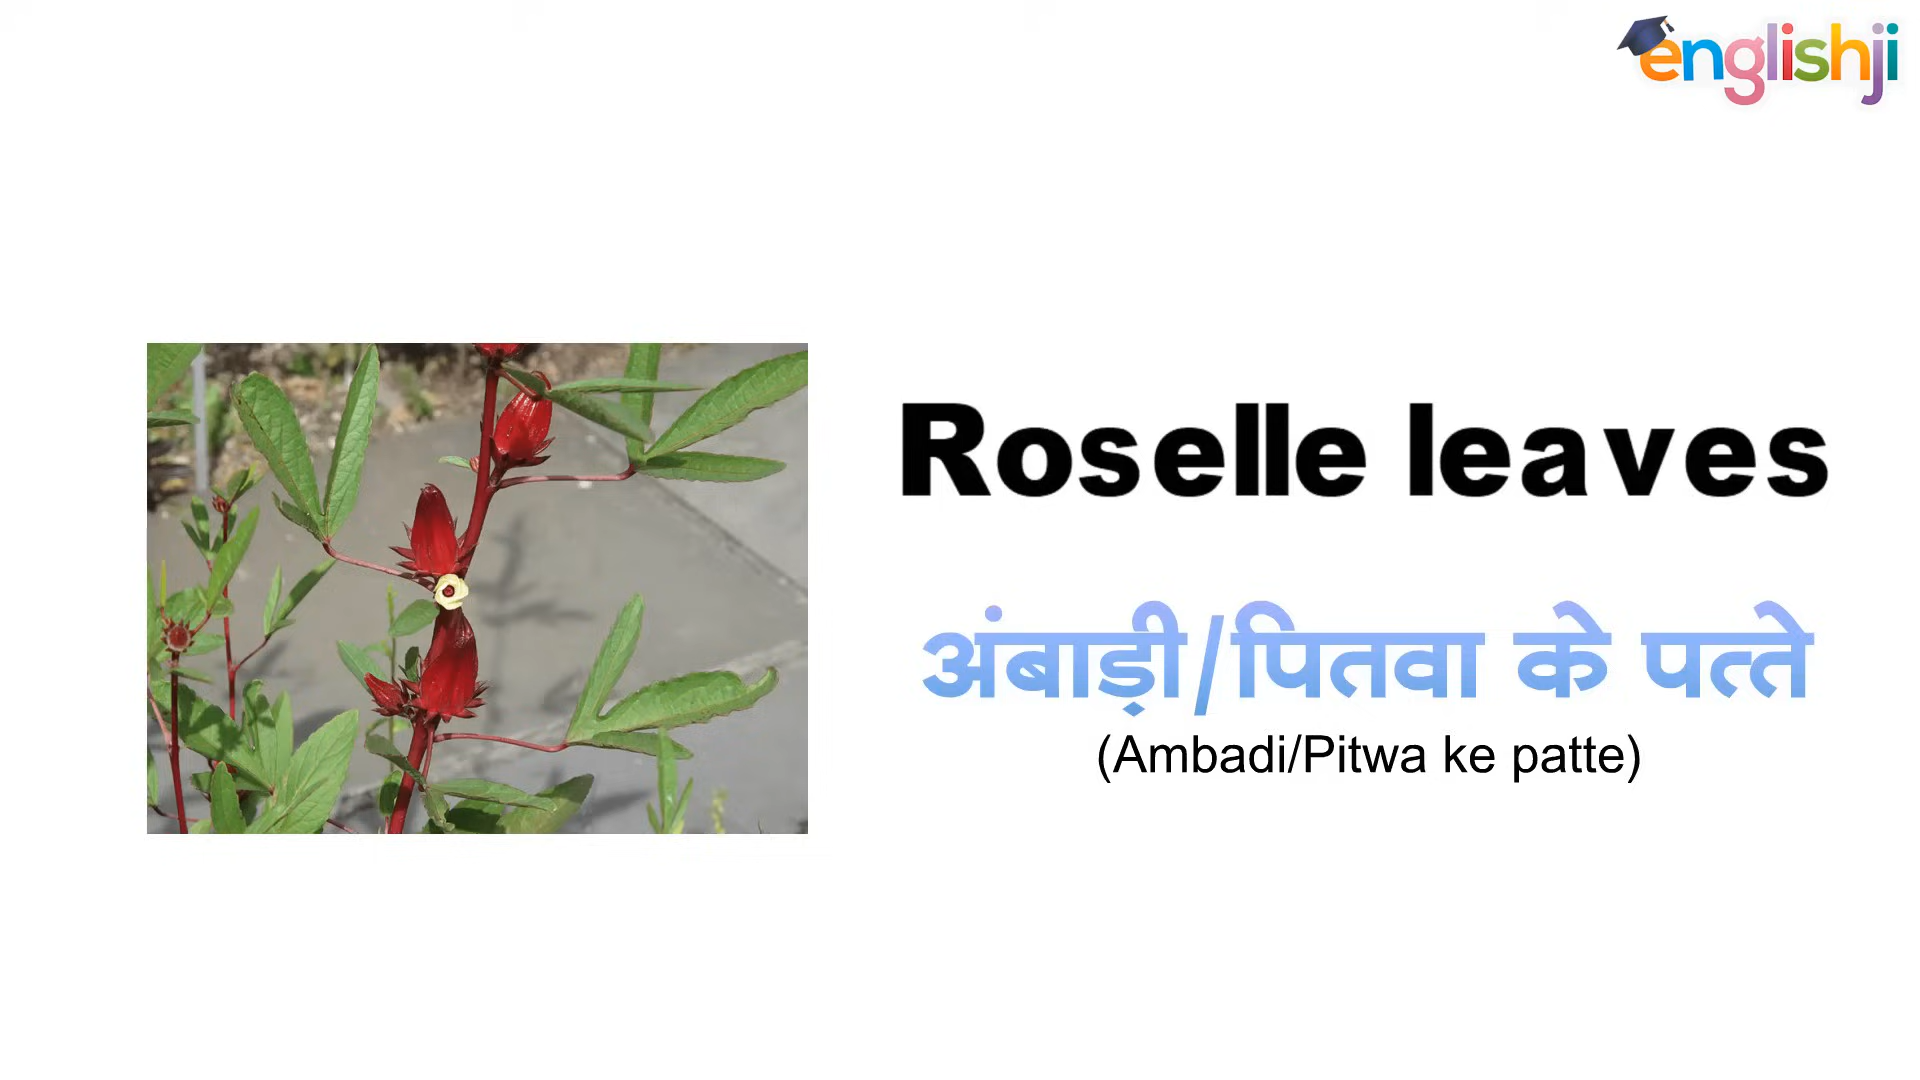 englishji
Roselle leaves
अंबाड़ी/पितवा के पत्ते
(Ambadi/Pitwa ke patte)